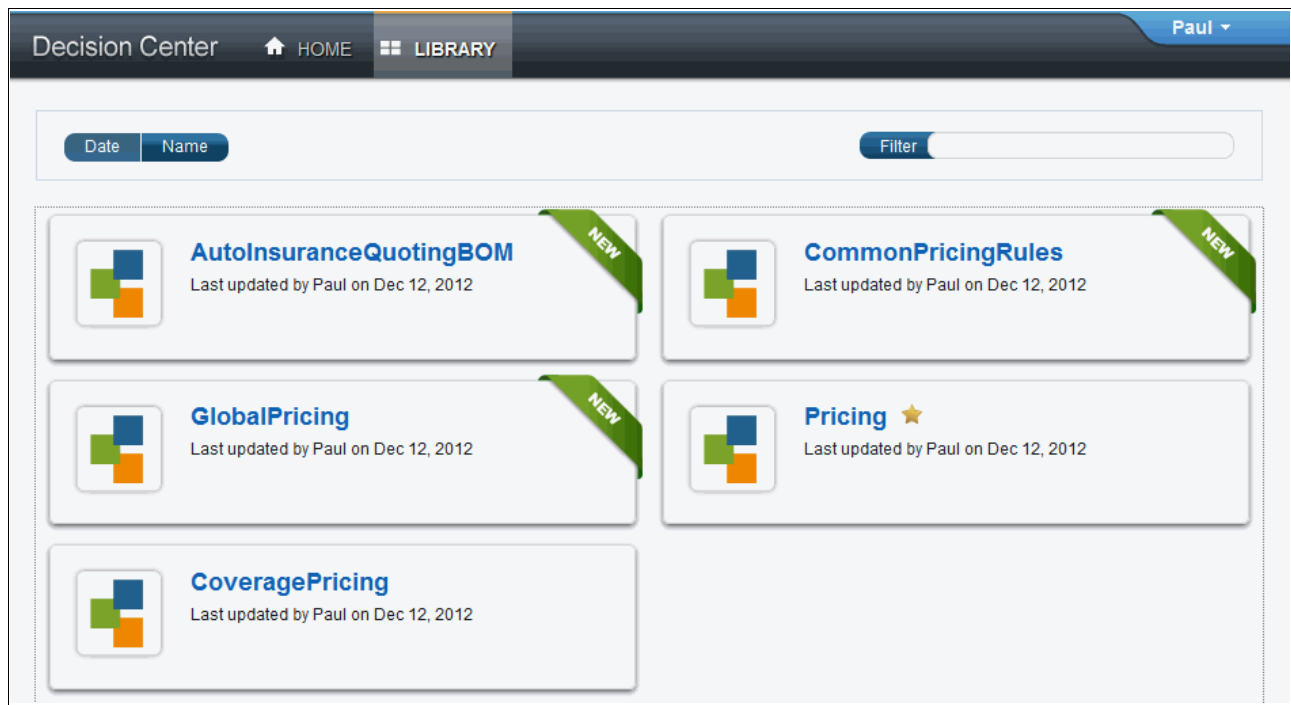 Decision Center
HOME
LIBRARY
Paul
Date
Name
Filter
AutoInsuranceQuotingBOM
Last updated by Paul on Dec 12, 2012
NEW
CommonPricingRules
Last updated by Paul on Dec 12, 2012
NEW
GlobalPricing
Last updated by Paul on Dec 12, 2012
NEW
Pricing
Last updated by Paul on Dec 12, 2012
CoveragePricing
Last updated by Paul on Dec 12, 2012